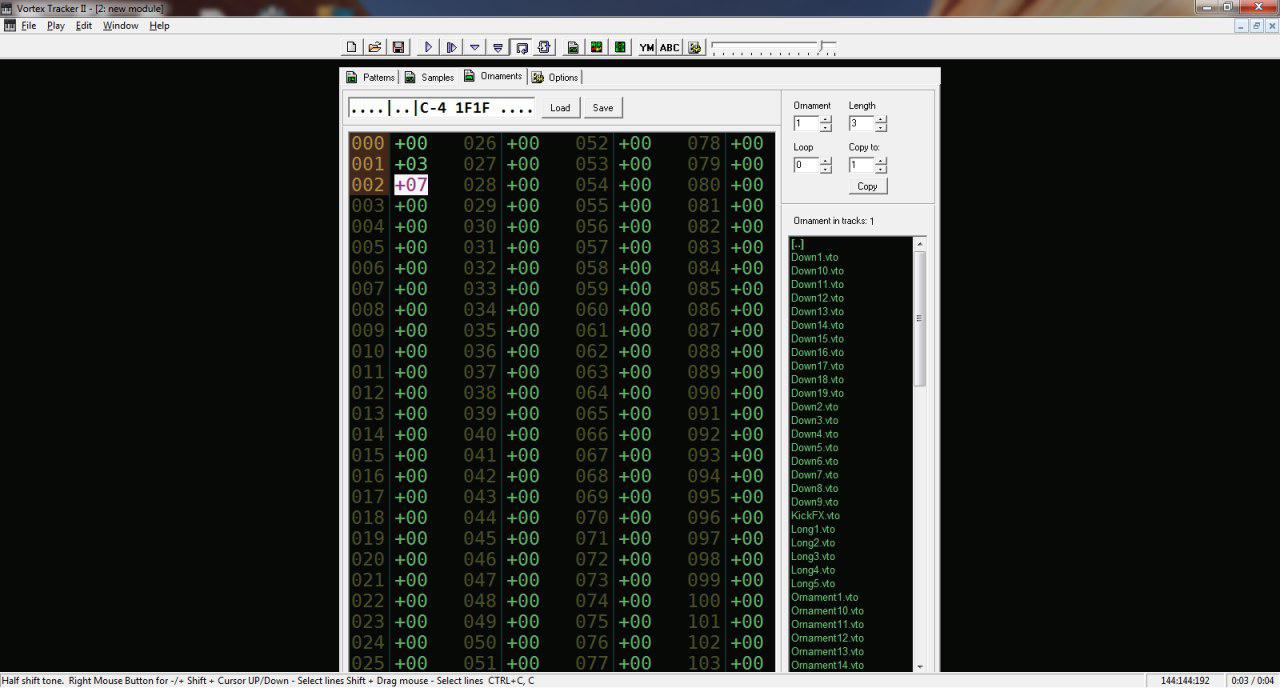 Vortex Tracker II - [2: new module]
File Play Edit Window Help
YM ABC
Patterns Samples Ornaments Options
....|..|C-4 1F1F .... Load Save
Ornament Length
1 3
Loop Copy to:
0 1
Copy
Ornament in tracks: 1
000 +00 026 +00 052 +00 078 +00
001 +03 027 +00 053 +00 079 +00
002 +07 028 +00 054 +00 080 +00
003 +00 029 +00 055 +00 081 +00
004 +00 030 +00 056 +00 082 +00
005 +00 031 +00 057 +00 083 +00
006 +00 032 +00 058 +00 084 +00
007 +00 033 +00 059 +00 085 +00
008 +00 034 +00 060 +00 086 +00
009 +00 035 +00 061 +00 087 +00
010 +00 036 +00 062 +00 088 +00
011 +00 037 +00 063 +00 089 +00
012 +00 038 +00 064 +00 090 +00
013 +00 039 +00 065 +00 091 +00
014 +00 040 +00 066 +00 092 +00
015 +00 041 +00 067 +00 093 +00
016 +00 042 +00 068 +00 094 +00
017 +00 043 +00 069 +00 095 +00
018 +00 044 +00 070 +00 096 +00
019 +00 045 +00 071 +00 097 +00
020 +00 046 +00 072 +00 098 +00
021 +00 047 +00 073 +00 099 +00
022 +00 048 +00 074 +00 100 +00
023 +00 049 +00 075 +00 101 +00
024 +00 050 +00 076 +00 102 +00
025 +00 051 +00 077 +00 103 +00
[..]
Down1.vto
Down10.vto
Down11.vto
Down12.vto
Down13.vto
Down14.vto
Down15.vto
Down16.vto
Down17.vto
Down18.vto
Down19.vto
Down2.vto
Down3.vto
Down4.vto
Down5.vto
Down6.vto
Down7.vto
Down8.vto
Down9.vto
KickFX.vto
Long1.vto
Long2.vto
Long3.vto
Long4.vto
Long5.vto
Ornament1.vto
Ornament10.vto
Ornament11.vto
Ornament12.vto
Ornament13.vto
Ornament14.vto
Half shift tone. Right Mouse Button for -/+ Shift + Cursor UP/Down - Select lines Shift + Drag mouse - Select lines CTRL+C, C 144:144:192 0:03 / 0:04